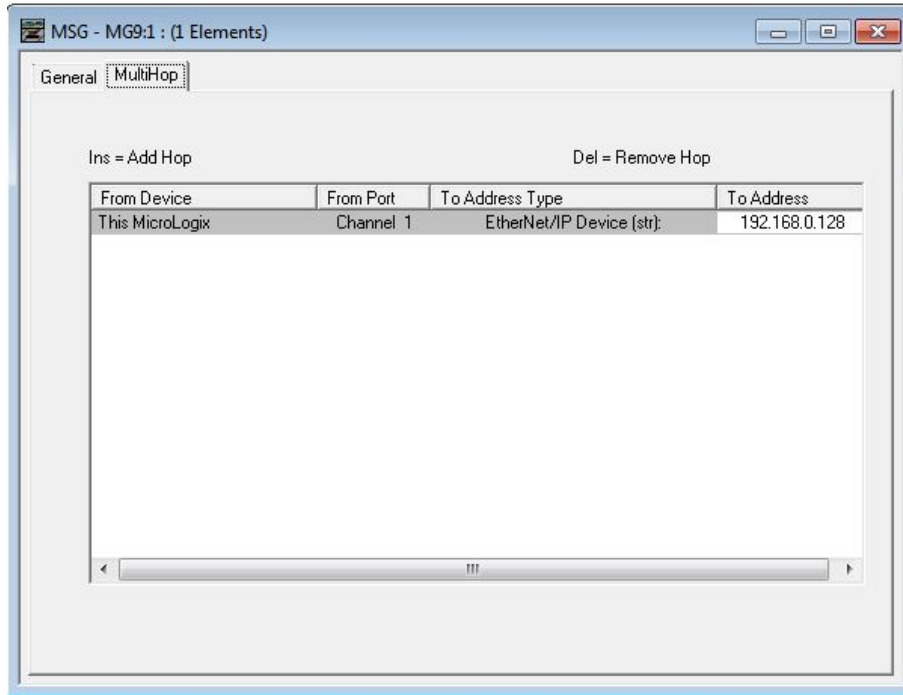 MSG - MG9:1 : (1 Elements)
General MultiHop
Ins = Add Hop Del = Remove Hop
From Device From Port To Address Type To Address
This MicroLogix Channel 1 EtherNet/IP Device (str): 192.168.0.128